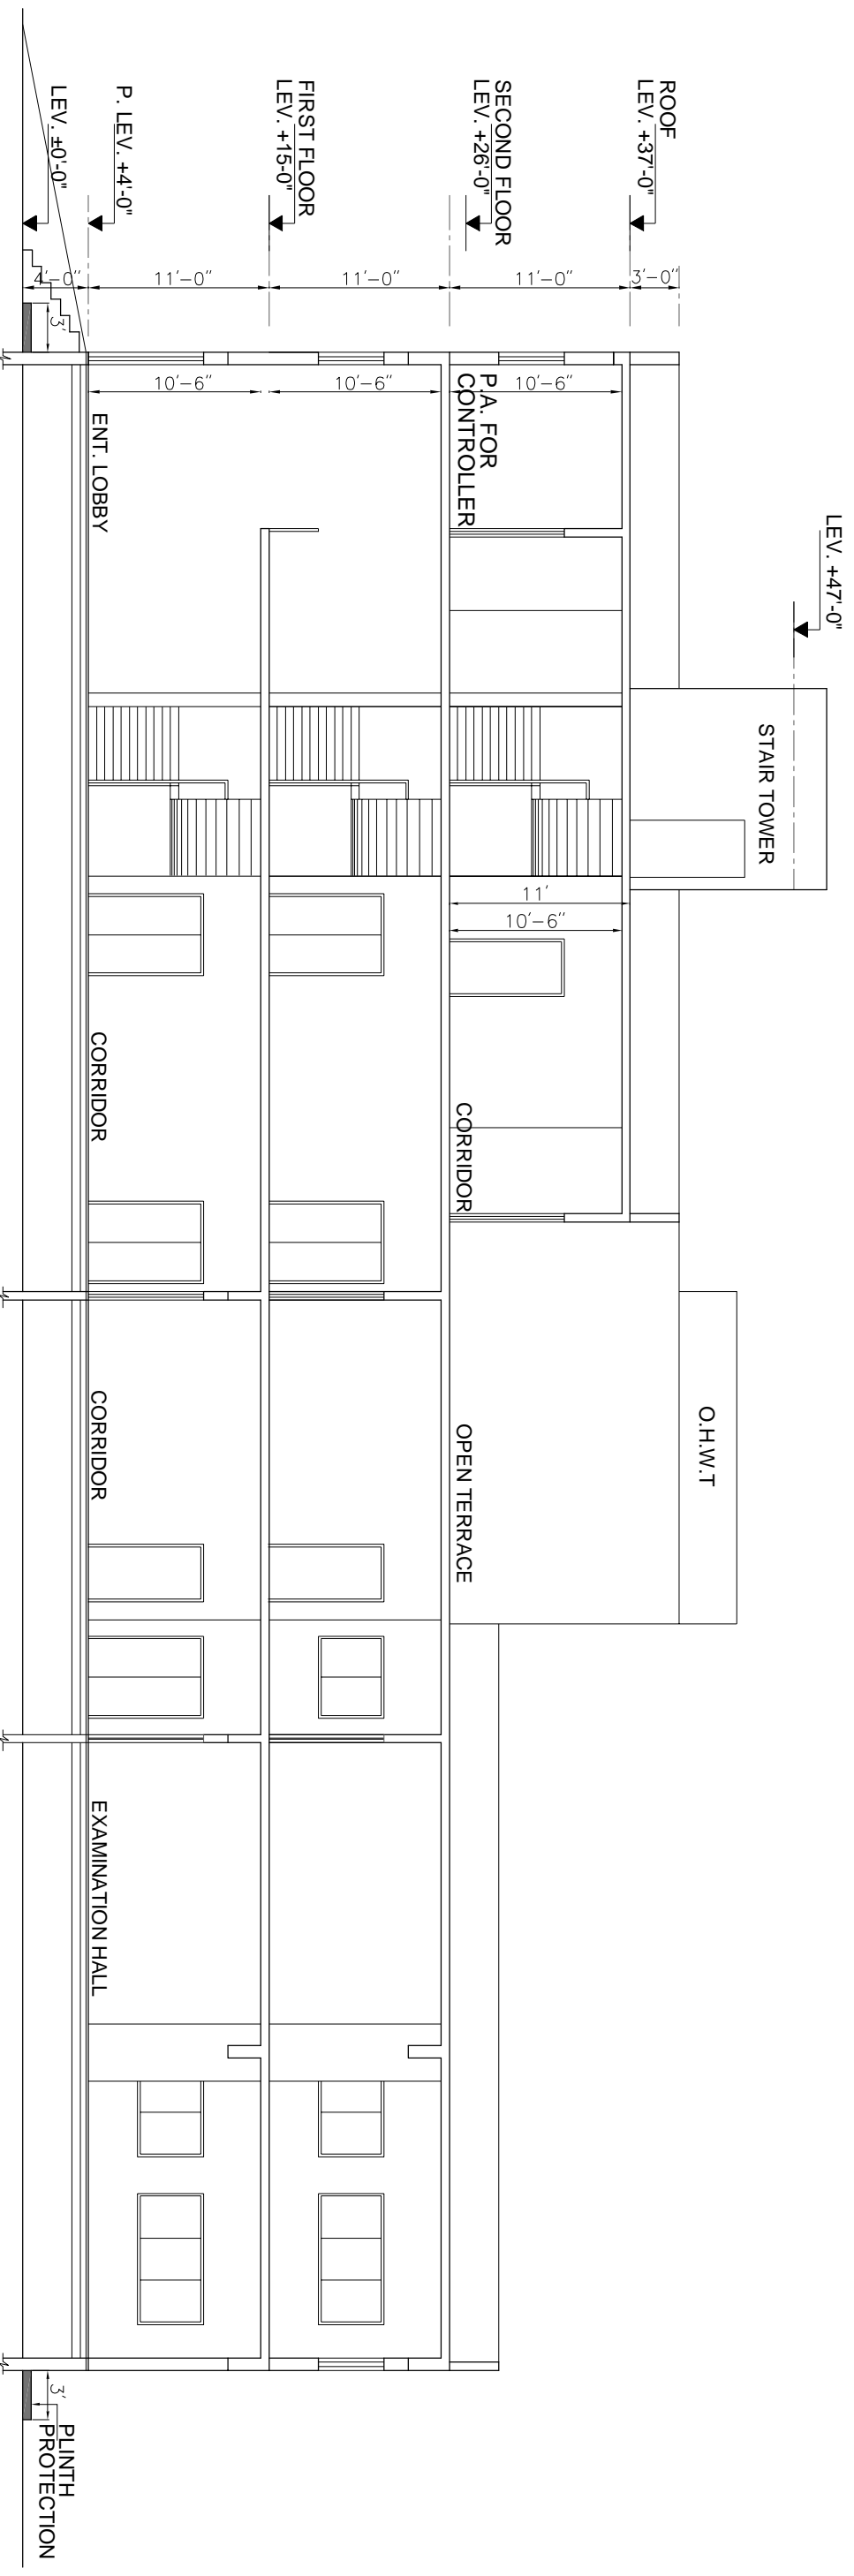 LEV. +47'-0"
STAIR TOWER
O.H.W.T
ROOF
LEV. +37'-0"
3'-0"
SECOND FLOOR
LEV. +26'-0"
11'-0"
10'-6"
P.A. FOR
CONTROLLER
11'
10'-6"
CORRIDOR
OPEN TERRACE
FIRST FLOOR
LEV. +15-0"
11'-0"
10'-6"
P. LEV. +4'-0"
11'-0"
10'-6"
ENT. LOBBY
CORRIDOR
CORRIDOR
EXAMINATION HALL
LEV. ±0'-0"
4'-0"
3'
3'
PLINTH
PROTECTION